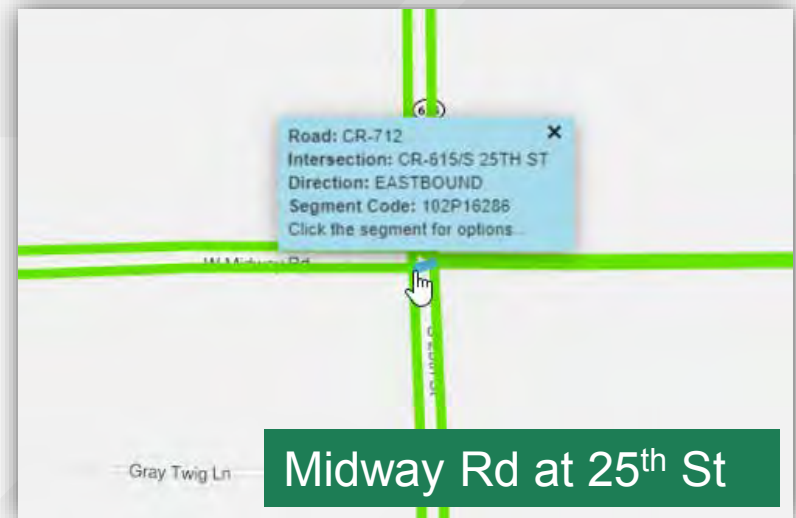 Road: CR-712
Intersection: CR-615/S 25TH ST
Direction: EASTBOUND
Segment Code: 102P16286
Click the segment for options...
W Midway Rd
Gray Twig Ln
Midway Rd at 25th St